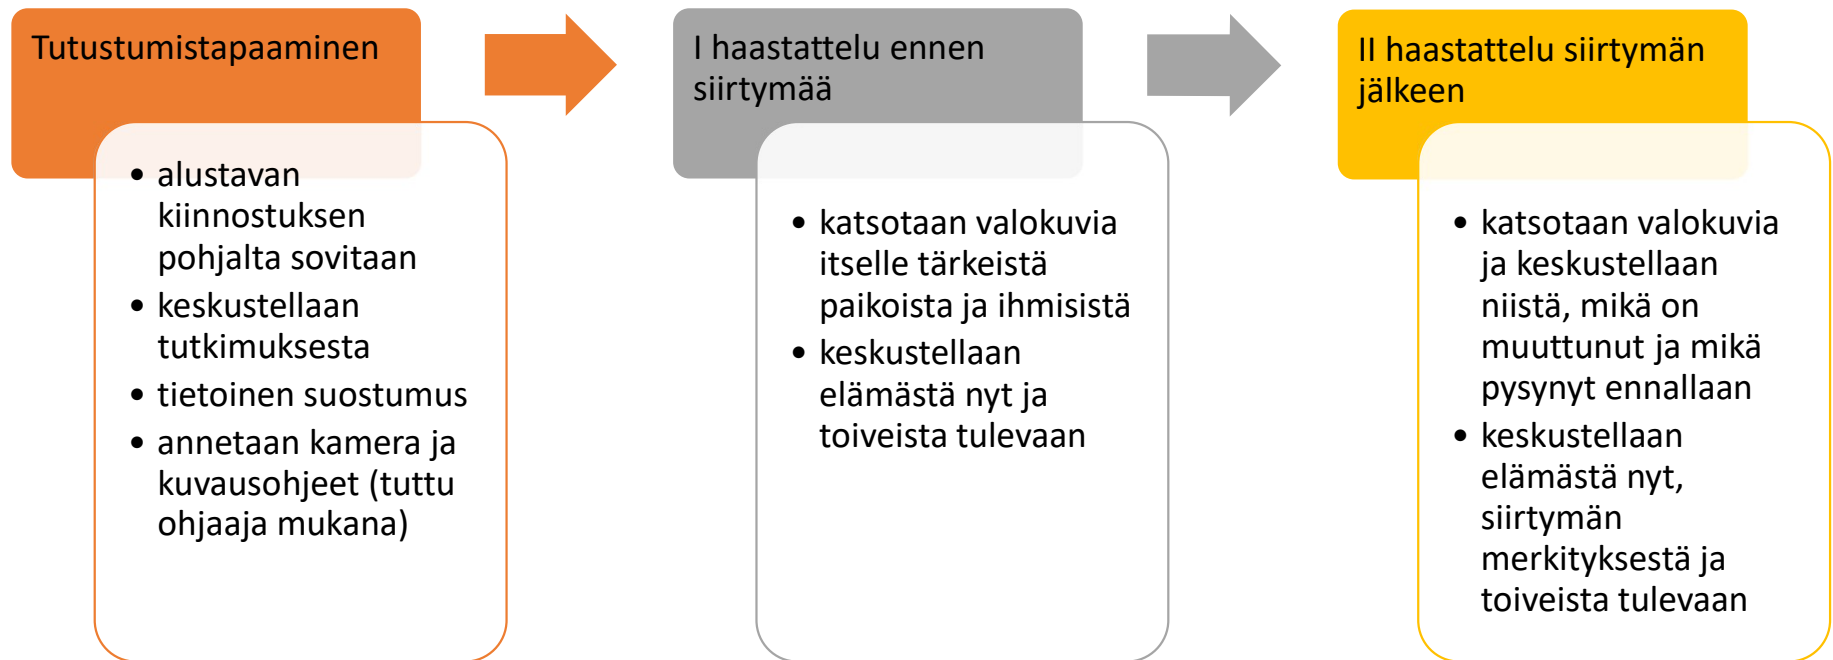 Tutustumistapaaminen
• alustavan
kiinnostuksen
pohjalta sovitaan
• keskustellaan
tutkimuksesta
• tietoinen suostumus
• annetaan kamera ja
kuvausohjeet (tuttu
ohjaaja mukana)
I haastattelu ennen
siirtymää
• katsotaan valokuvia
itselle tärkeistä
paikoista ja ihmisistä
• keskustellaan
elämästä nyt ja
toiveista tulevaan
II haastattelu siirtymän
jälkeen
• katsotaan valokuvia
ja keskustellaan
niistä, mikä on
muuttunut ja mikä
pysynyt ennallaan
• keskustellaan
elämästä nyt,
siirtymän
merkityksestä ja
toiveista tulevaan